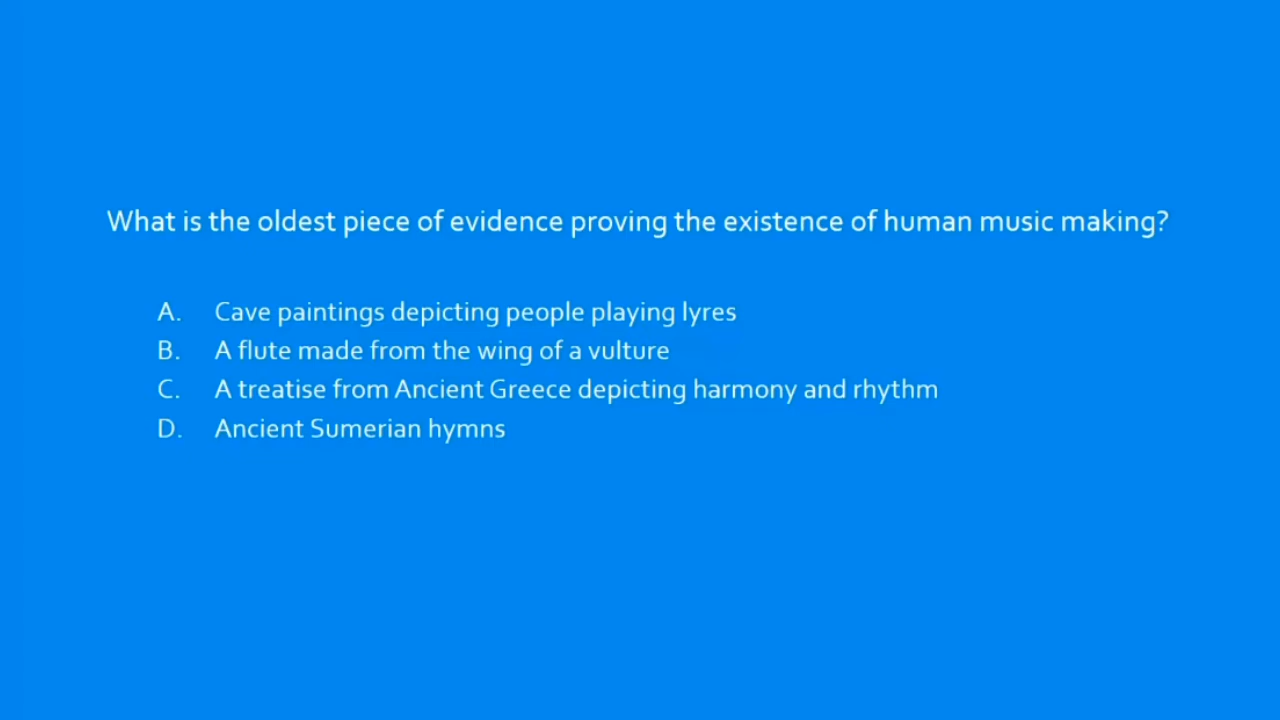 What is the oldest piece of evidence proving the existence of human music making?
A. Cave paintings depicting people playing lyres
B. A flute made from the wing of a vulture
C. A treatise from Ancient Greece depicting harmony and rhythm
D. Ancient Sumerian hymns